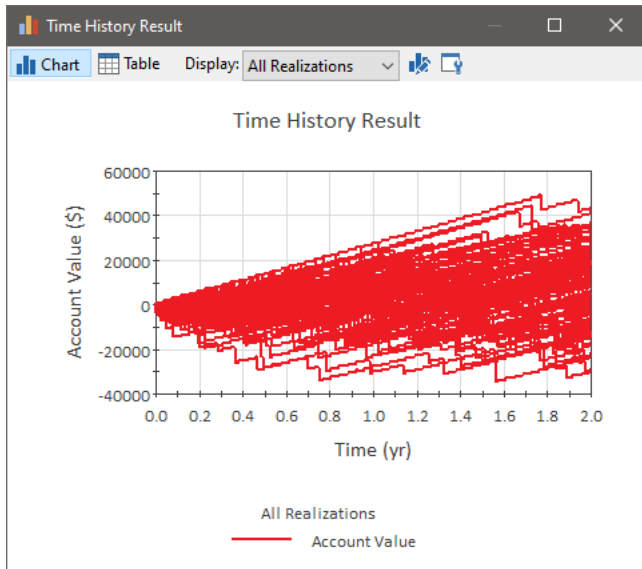 Time History Result
Chart Table Display: All Realizations
Time History Result
60000
40000
20000
0
-20000
-40000
Account Value ($)
0.0 0.2 0.4 0.6 0.8 1.0 1.2 1.4 1.6 1.8 2.0
Time (yr)
All Realizations
Account Value